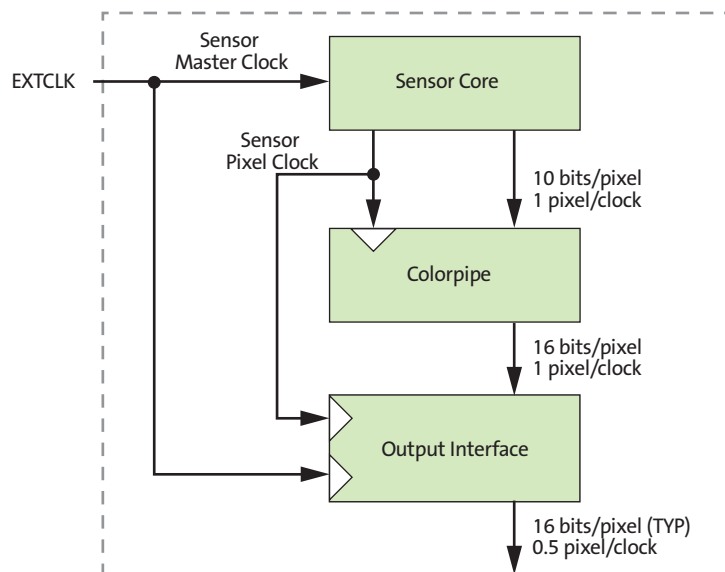 Sensor
Master Clock
EXTCLK
Sensor Core
Sensor
Pixel Clock
10 bits/pixel
1 pixel/clock
Colorpipe
16 bits/pixel
1 pixel/clock
Output Interface
16 bits/pixel (TYP)
0.5 pixel/clock